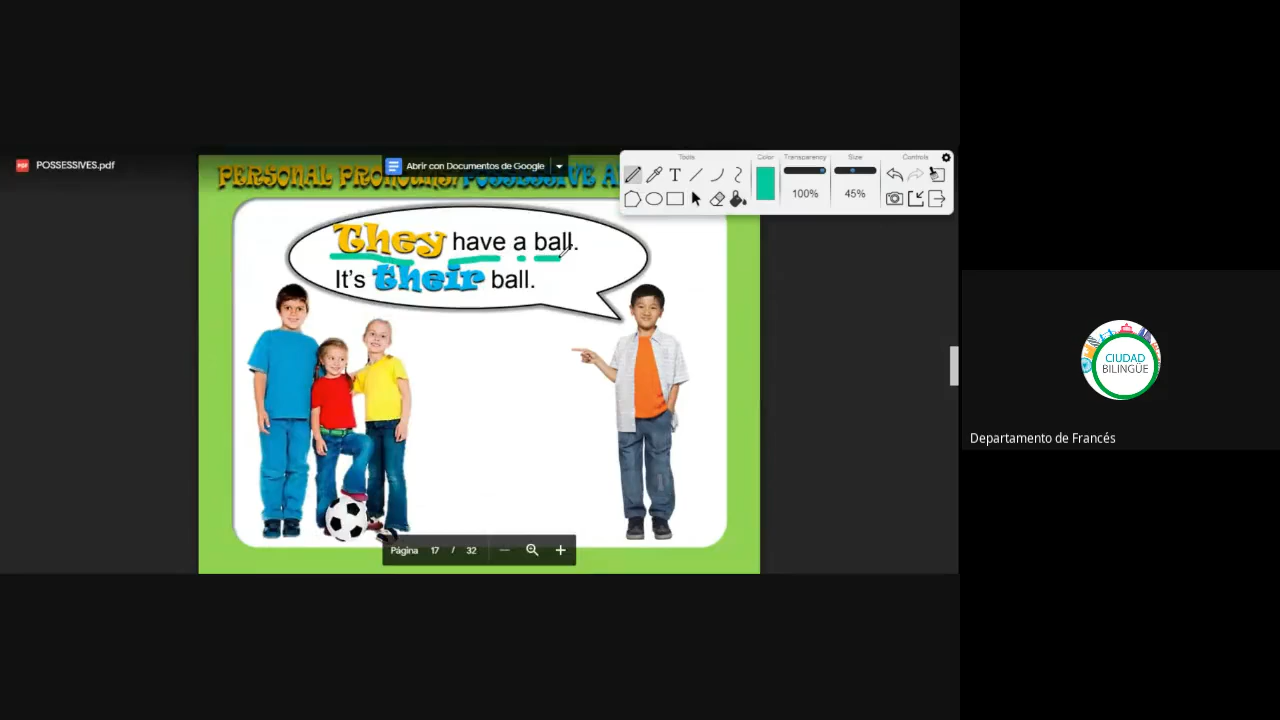 POSSESSIVES.pdf
Abrir con Documentos de Google
PERSONAL PRONOUNS/POSSESSIVE A
Tools
Color
Transparency
Size
Controls
100%
45%
They have a ball.
It's their ball.
CIUDAD
BILINGÜE
Departamento de Francés
Página 17 / 32